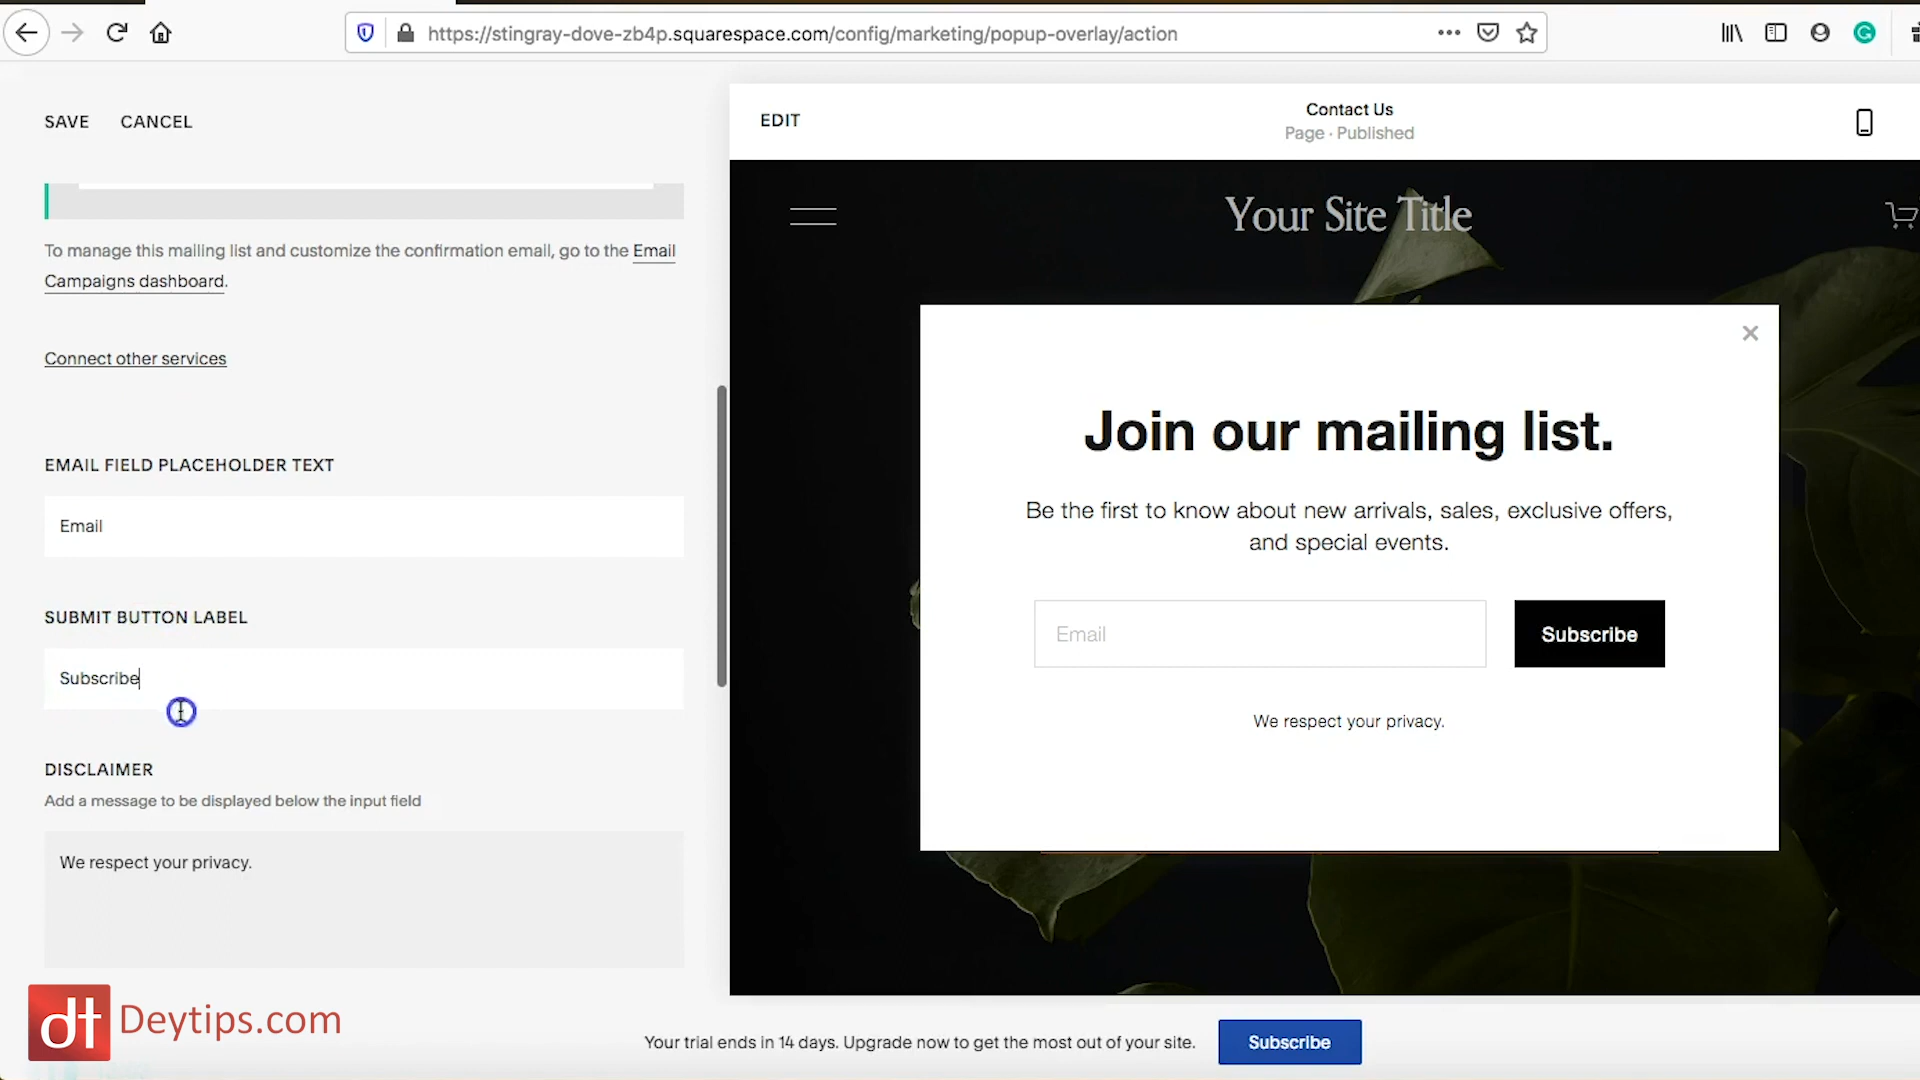 https://stingray-dove-zb4p.squarespace.com/config/marketing/popup-overlay/action
SAVE CANCEL
To manage this mailing list and customize the confirmation email, go to the Email
Campaigns dashboard.
Connect other services
EMAIL FIELD PLACEHOLDER TEXT
Email
SUBMIT BUTTON LABEL
Subscribe
DISCLAIMER
Add a message to be displayed below the input field
We respect your privacy.
EDIT
Contact Us
Page · Published
Your Site Title
Join our mailing list.
Be the first to know about new arrivals, sales, exclusive offers,
and special events.
Email
Subscribe
We respect your privacy.
dt Deytips.com
Your trial ends in 14 days. Upgrade now to get the most out of your site.
Subscribe